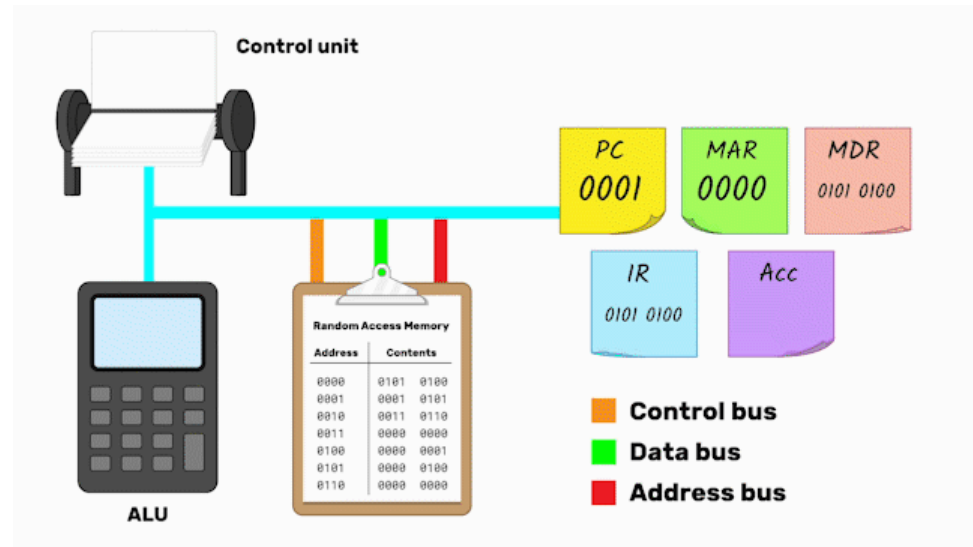 Control unit
PC
0001
MAR
0000
MDR
0101 0100
IR
0101 0100
Acc
Random Access Memory
Address Contents
0000 0101 0100
0001 0001 0101
0010 0011 0110
0011 0000 0000
0100 0000 0001
0101 0000 0100
0110 0000 0000
ALU
Control bus
Data bus
Address bus